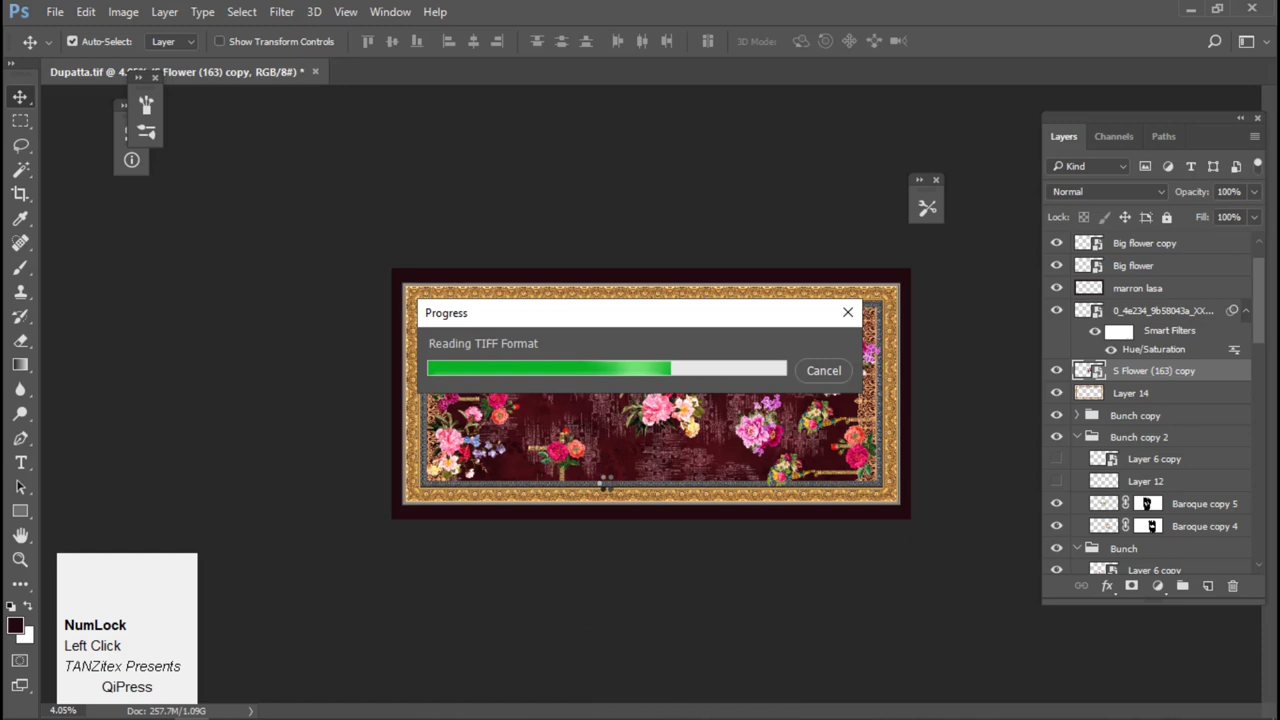 Ps File Edit Image Layer Type Select Filter 3D View Window Help
Auto-Select: Layer Show Transform Controls 3D Mode:
Dupatta.tif @ Flower (163) copy, RGB/8#) *
Layers Channels Paths
Kind
Normal Opacity: 100%
Lock: Fill: 100%
Big flower copy
Big flower
marron lasa
0_4e234_9b58043a_XX...
Smart Filters
Hue/Saturation
S Flower (163) copy
Layer 14
Bunch copy
Bunch copy 2
Layer 6 copy
Layer 12
Baroque copy 5
Baroque copy 4
Bunch
Layer 6 copy
Progress
Reading TIFF Format
Cancel
NumLock
Left Click
TANZitex Presents
QiPress
4.05% Doc: 257.7M/1.09G